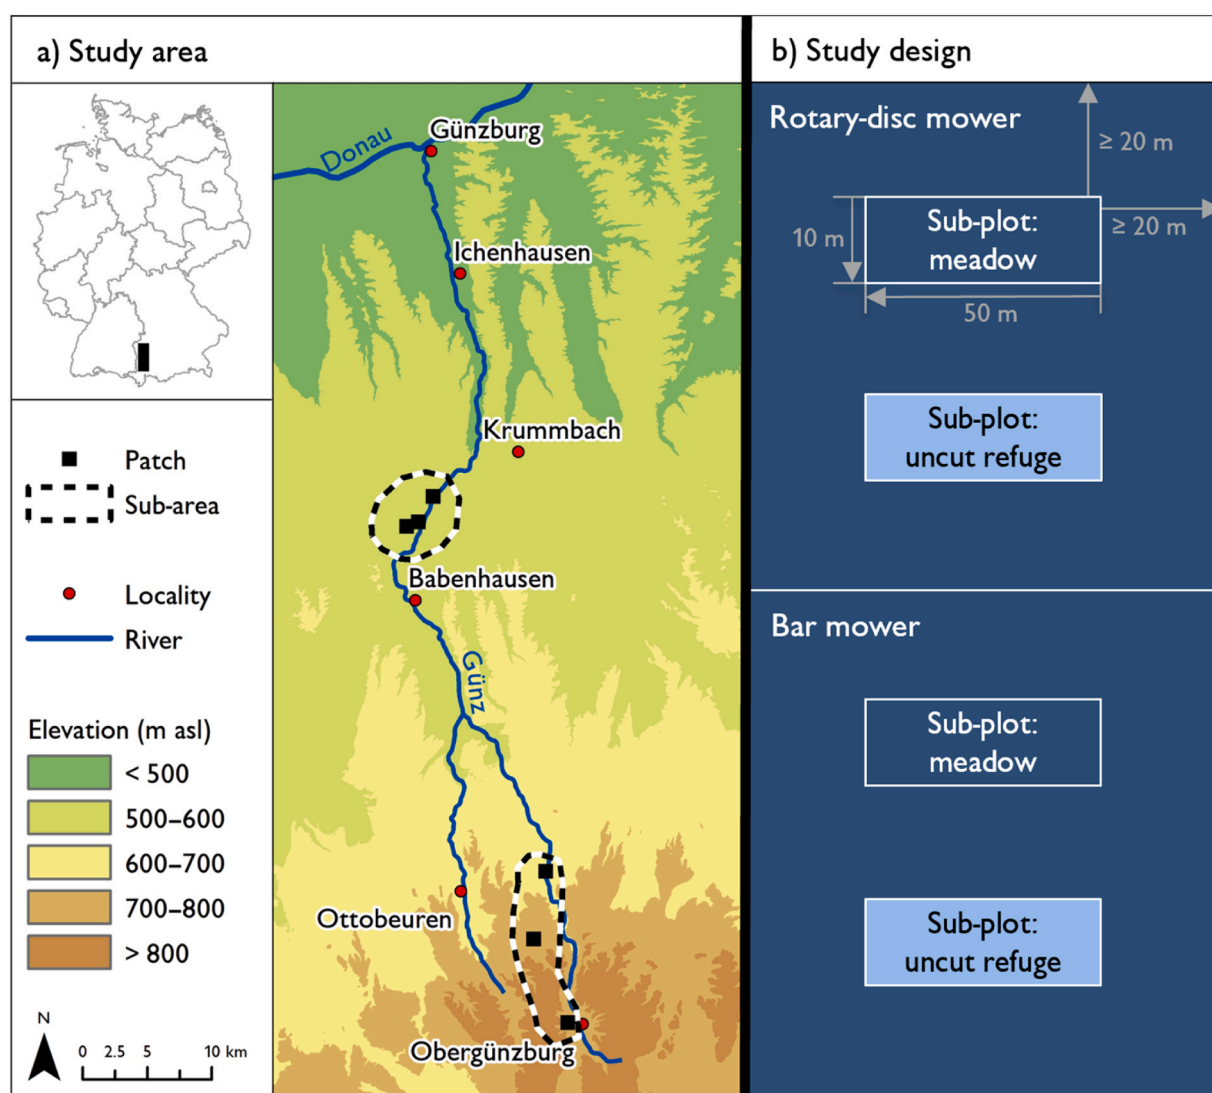 a) Study area
Donau
Günzburg
Ichenhausen
Krummbach
Babenhausen
Günz
Ottobeuren
Obergünzburg
Patch
Sub-area
Locality
River
Elevation (m asl)
< 500
500–600
600–700
700–800
> 800
N
0 2.5 5 10 km
b) Study design
Rotary-disc mower
≥ 20 m
≥ 20 m
10 m
Sub-plot:
meadow
50 m
Sub-plot:
uncut refuge
Bar mower
Sub-plot:
meadow
Sub-plot:
uncut refuge